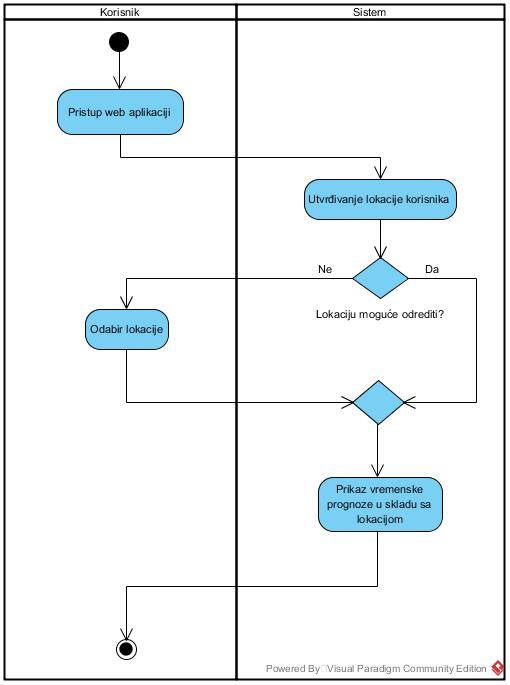 Korisnik
Sistem
Pristup web aplikaciji
Utvrđivanje lokacije korisnika
Ne
Da
Lokaciju moguće odrediti?
Odabir lokacije
Prikaz vremenske
prognoze u skladu sa
lokacijom
Powered By Visual Paradigm Community Edition